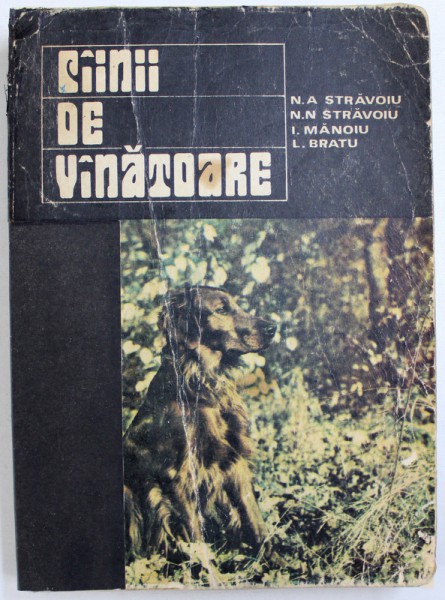 CÎINII
DE
VÎNĂTOARE
N.A STRĂVOIU
N.N STRĂVOIU
I. MĂNOIU
L. BRATU